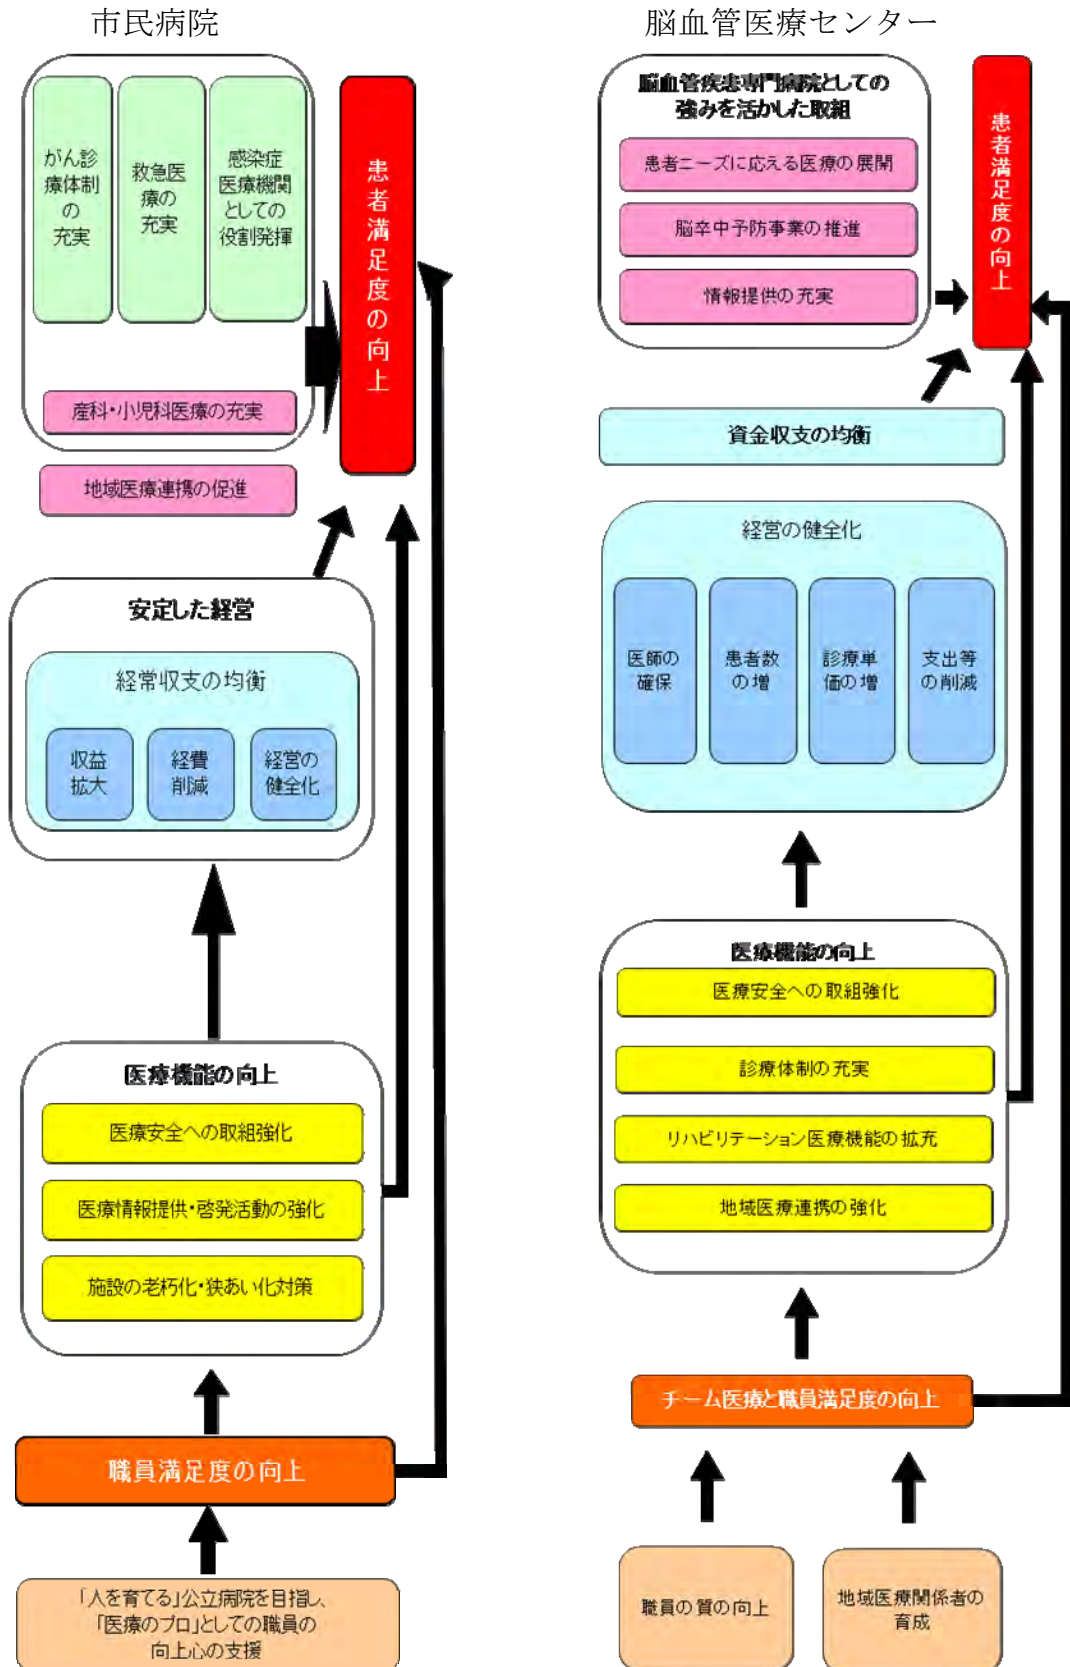 市民病院
がん診
療体制
の
充実
救急医
療の
充実
感染症
医療機関
としての
役割発揮
患者満足度の向上
産科・小児科医療の充実
地域医療連携の促進
安定した経営
経常収支の均衡
収益
拡大
経費
削減
経営の
健全化
医療機能の向上
医療安全への取組強化
医療情報提供・啓発活動の強化
施設の老朽化・狭あい化対策
職員満足度の向上
「人を育てる」公立病院を目指し、
「医療のプロ」としての職員の
向上心の支援
脳血管医療センター
脳血管疾患専門病院としての
強みを活かした取組
患者ニーズに応える医療の展開
脳卒中予防事業の推進
情報提供の充実
患者満足度の向上
資金収支の均衡
経営の健全化
医師の
確保
患者数
の増
診療単
価の増
支出等
の削減
医療機能の向上
医療安全への取組強化
診療体制の充実
リハビリテーション医療機能の拡充
地域医療連携の強化
チーム医療と職員満足度の向上
職員の質の向上
地域医療関係者の
育成